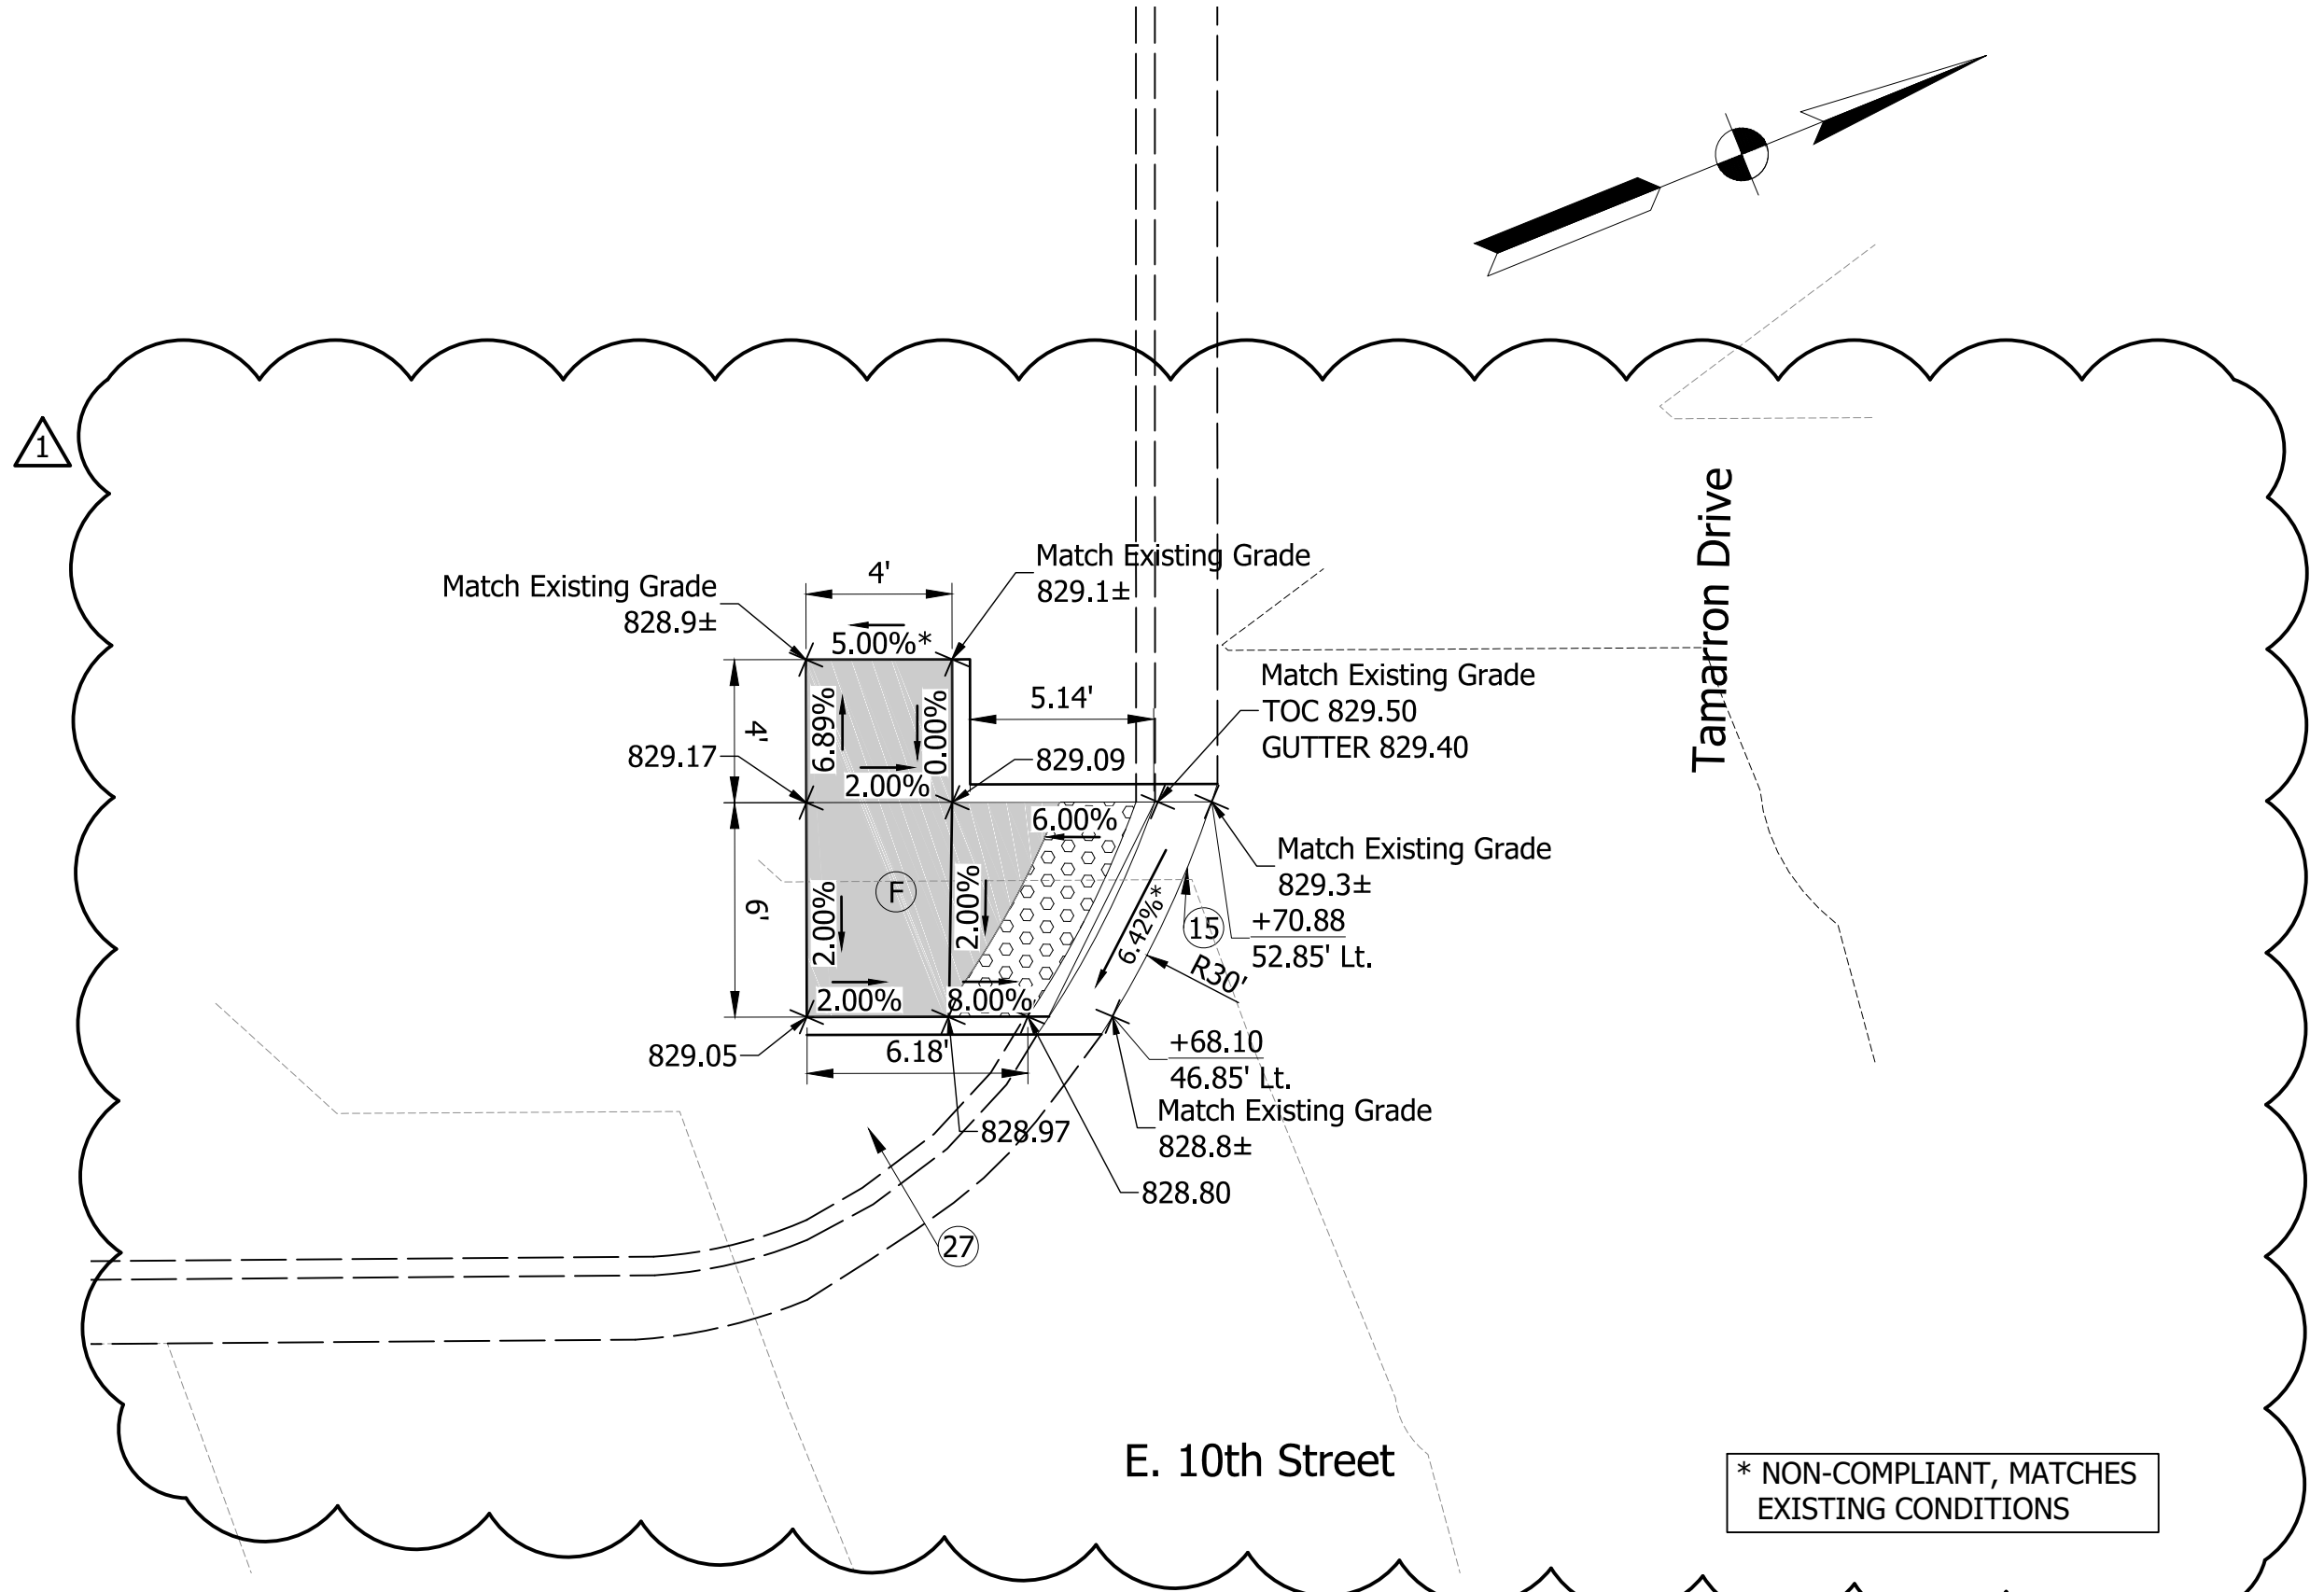 1
Match Existing Grade
828.9±
4'
Match Existing Grade
829.1±
5.00%*
6.89%
0.00%
4'
2.00%
829.17
829.09
5.14'
Match Existing Grade
TOC 829.50
GUTTER 829.40
Tamarron Drive
6.00%
Match Existing Grade
829.3±
+70.88
52.85' Lt.
6'
2.00%
F
2.00%
6.42%*
15
R30'
2.00%
8.00%
829.05
6.18'
+68.10
46.85' Lt.
Match Existing Grade
828.8±
828.97
828.80
27
E. 10th Street
* NON-COMPLIANT, MATCHES
EXISTING CONDITIONS